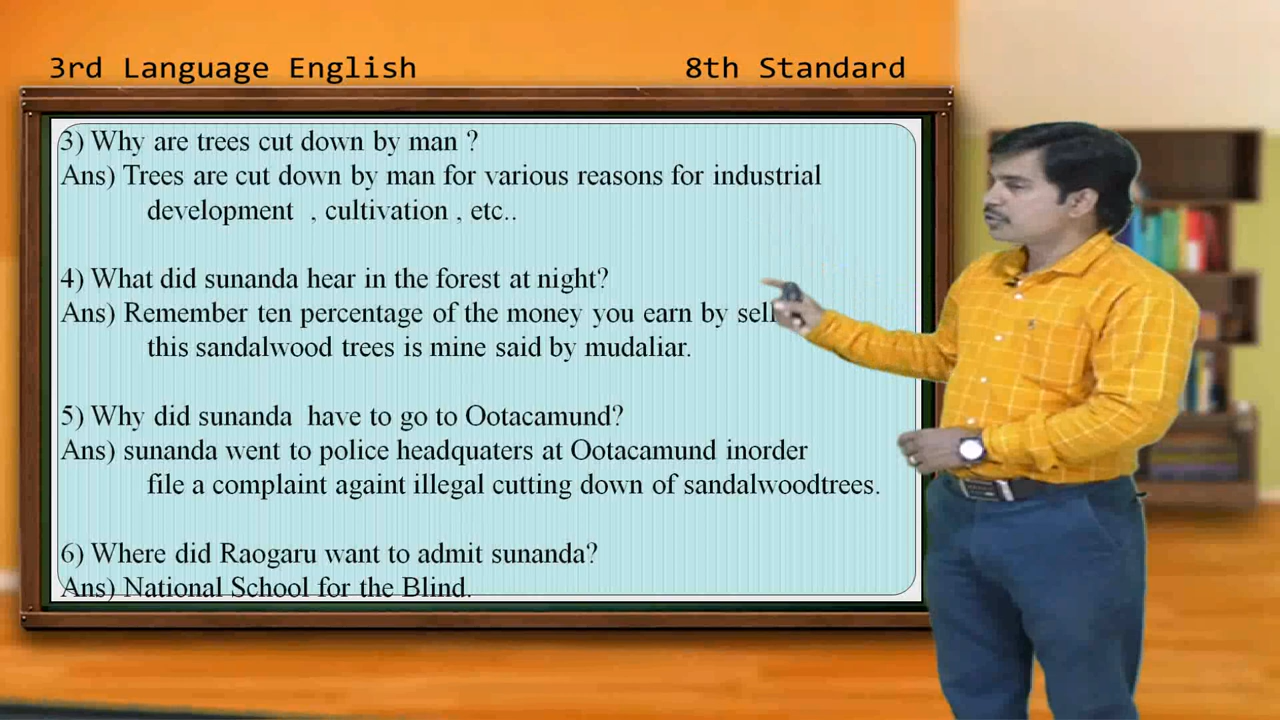 3rd Language English 8th Standard
3) Why are trees cut down by man ?
Ans) Trees are cut down by man for various reasons for industrial
development , cultivation , etc..
4) What did sunanda hear in the forest at night?
Ans) Remember ten percentage of the money you earn by sell
this sandalwood trees is mine said by mudaliar.
5) Why did sunanda have to go to Ootacamund?
Ans) sunanda went to police headquaters at Ootacamund inorder
file a complaint againt illegal cutting down of sandalwoodtrees.
6) Where did Raogaru want to admit sunanda?
Ans) National School for the Blind.